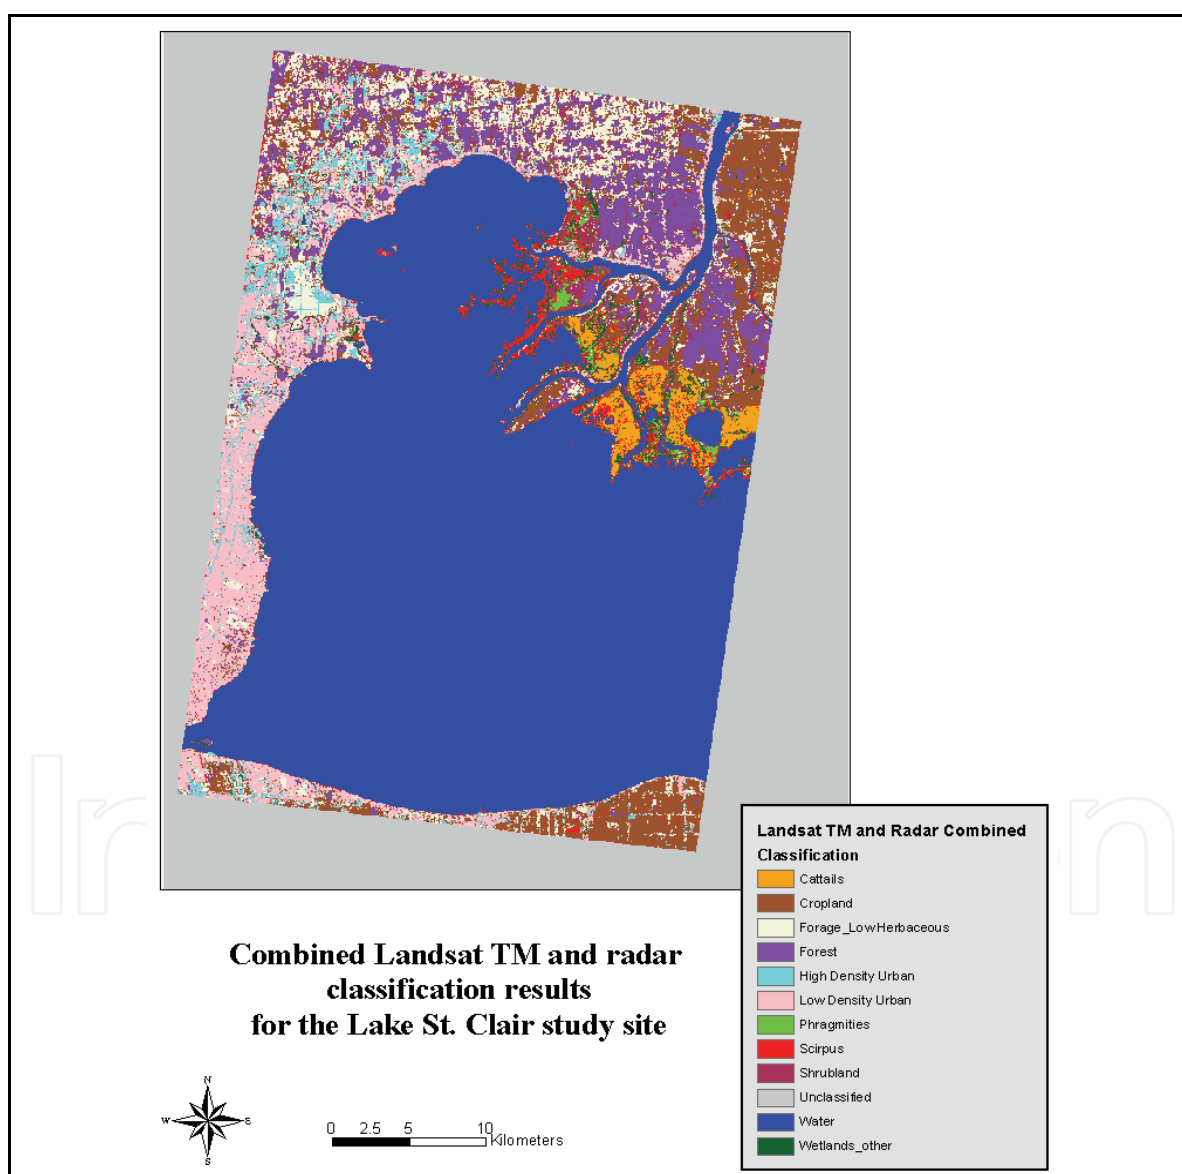 Landsat TM and Radar Combined
Classification
Cattails
Cropland
Forage_Low Herbaceous
Forest
High Density Urban
Low Density Urban
Phragmities
Scirpus
Shrubland
Unclassified
Water
Wetlands_other
Combined Landsat TM and radar
classification results
for the Lake St. Clair study site
N
W E
S
0 2.5 5 10
Kilometers